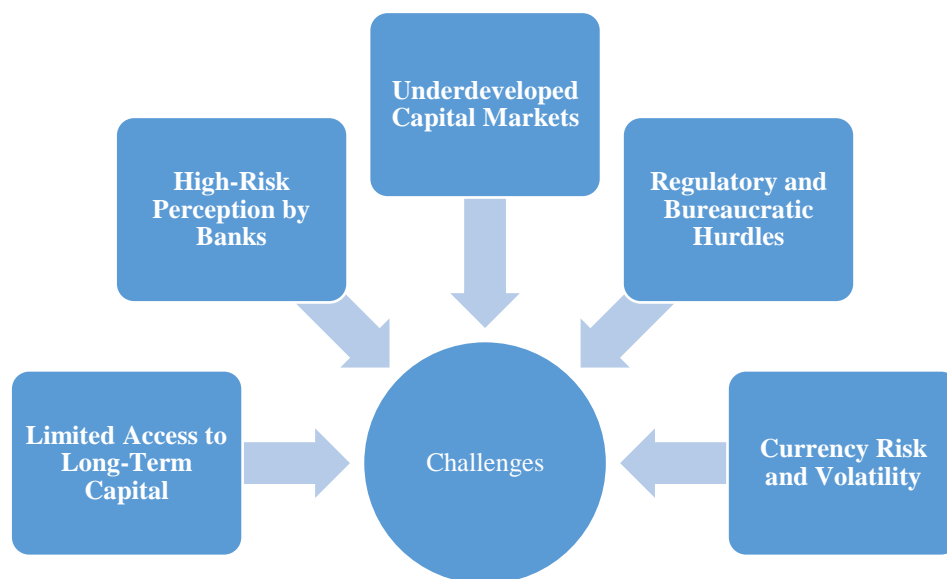 Underdeveloped
Capital Markets
High-Risk
Perception by
Banks
Regulatory and
Bureaucratic
Hurdles
Limited Access to
Long-Term
Capital
Challenges
Currency Risk
and Volatility